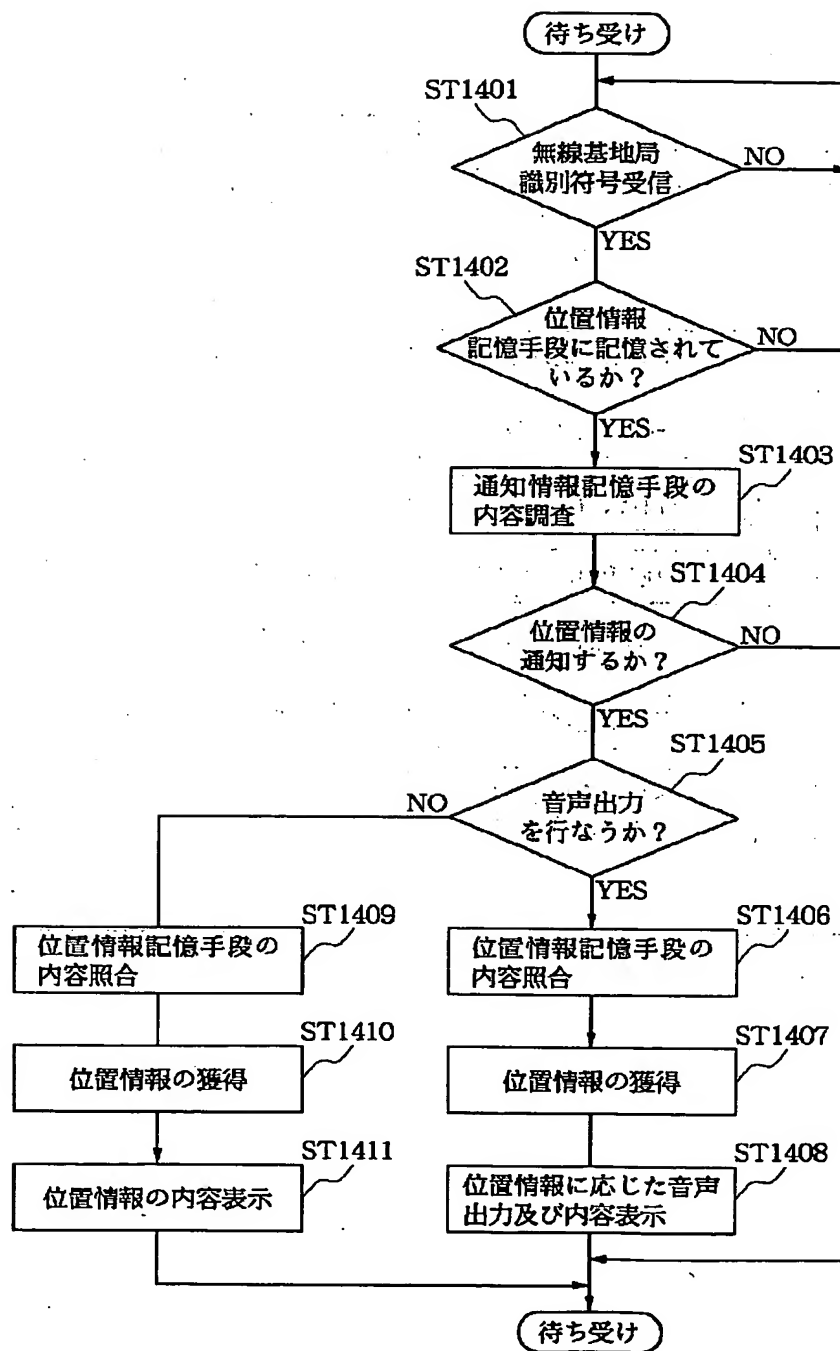 待ち受け
ST1401
無線基地局
識別符号受信
NO
YES
ST1402
位置情報
記憶手段に記憶されて
いるか？
NO
YES
ST1403
通知情報記憶手段の
内容調査
ST1404
位置情報の
通知するか？
NO
YES
ST1405
音声出力
を行なうか？
NO
YES
ST1409
位置情報記憶手段の
内容照合
ST1406
位置情報記憶手段の
内容照合
ST1410
位置情報の獲得
ST1407
位置情報の獲得
ST1411
位置情報の内容表示
ST1408
位置情報に応じた音声
出力及び内容表示
待ち受け